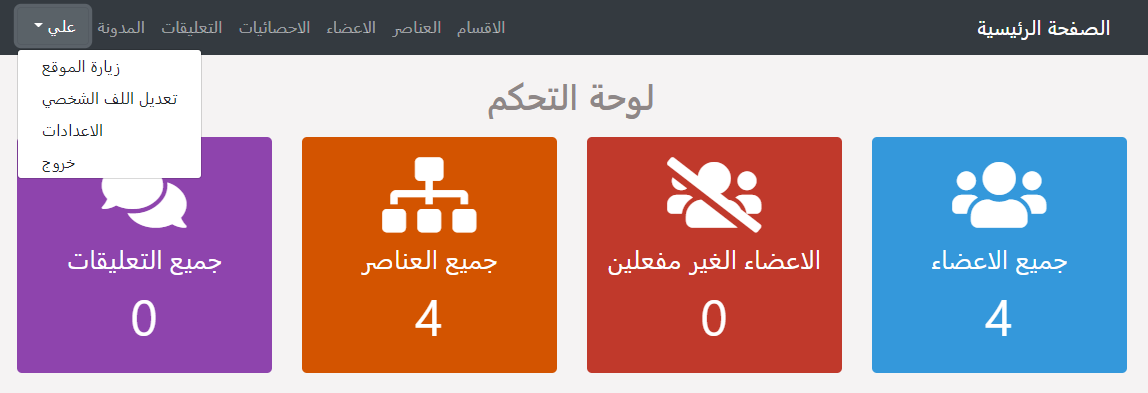 الصفحة الرئيسية
الاقسام العناصر الاعضاء الاحصائيات التعليقات المدونة علي
زيارة الموقع
تعديل اللف الشخصي
الاعدادات
خروج
لوحة التحكم
جميع الاعضاء
4
الاعضاء الغير مفعلين
0
جميع العناصر
4
جميع التعليقات
0